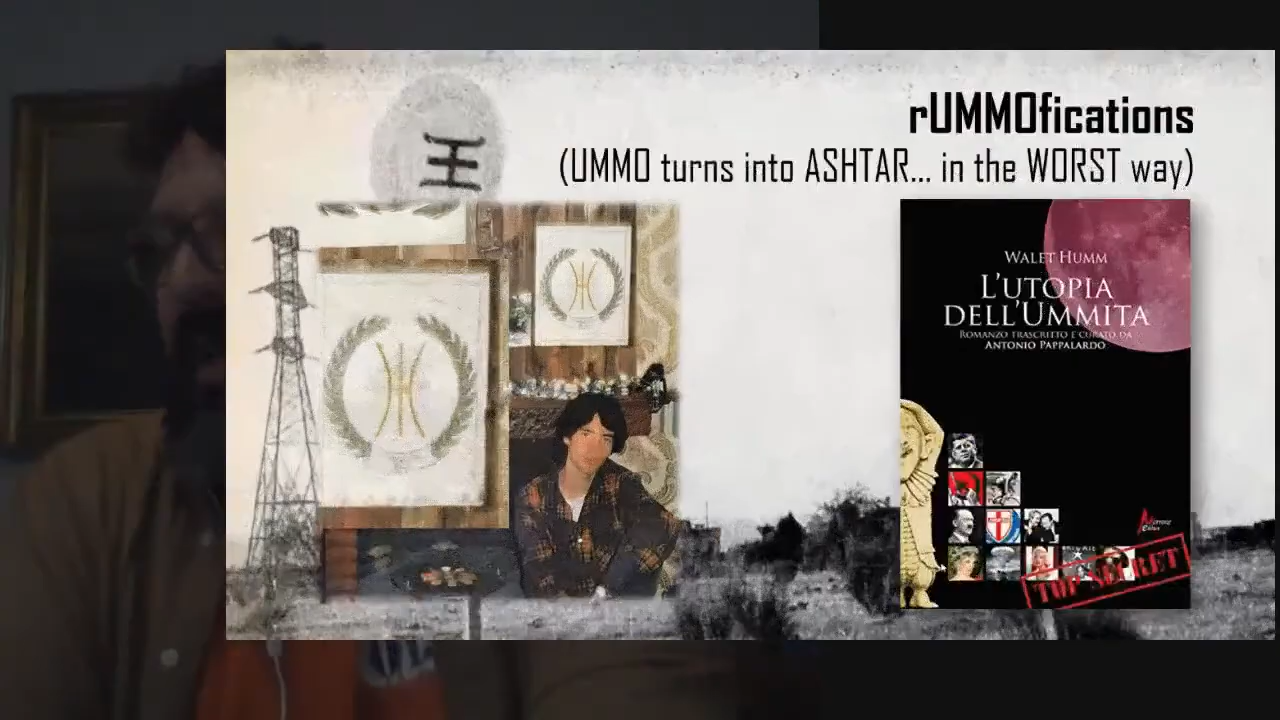 rUMMOfications
(UMMO turns into ASHTAR... in the WORST way)
WALET HUMM
L'UTOPIA
DELL'UMMITA
ROMANZO TRASCRITTO E CURATO DA
ANTONIO PAPPALARDO
TOP SECRET